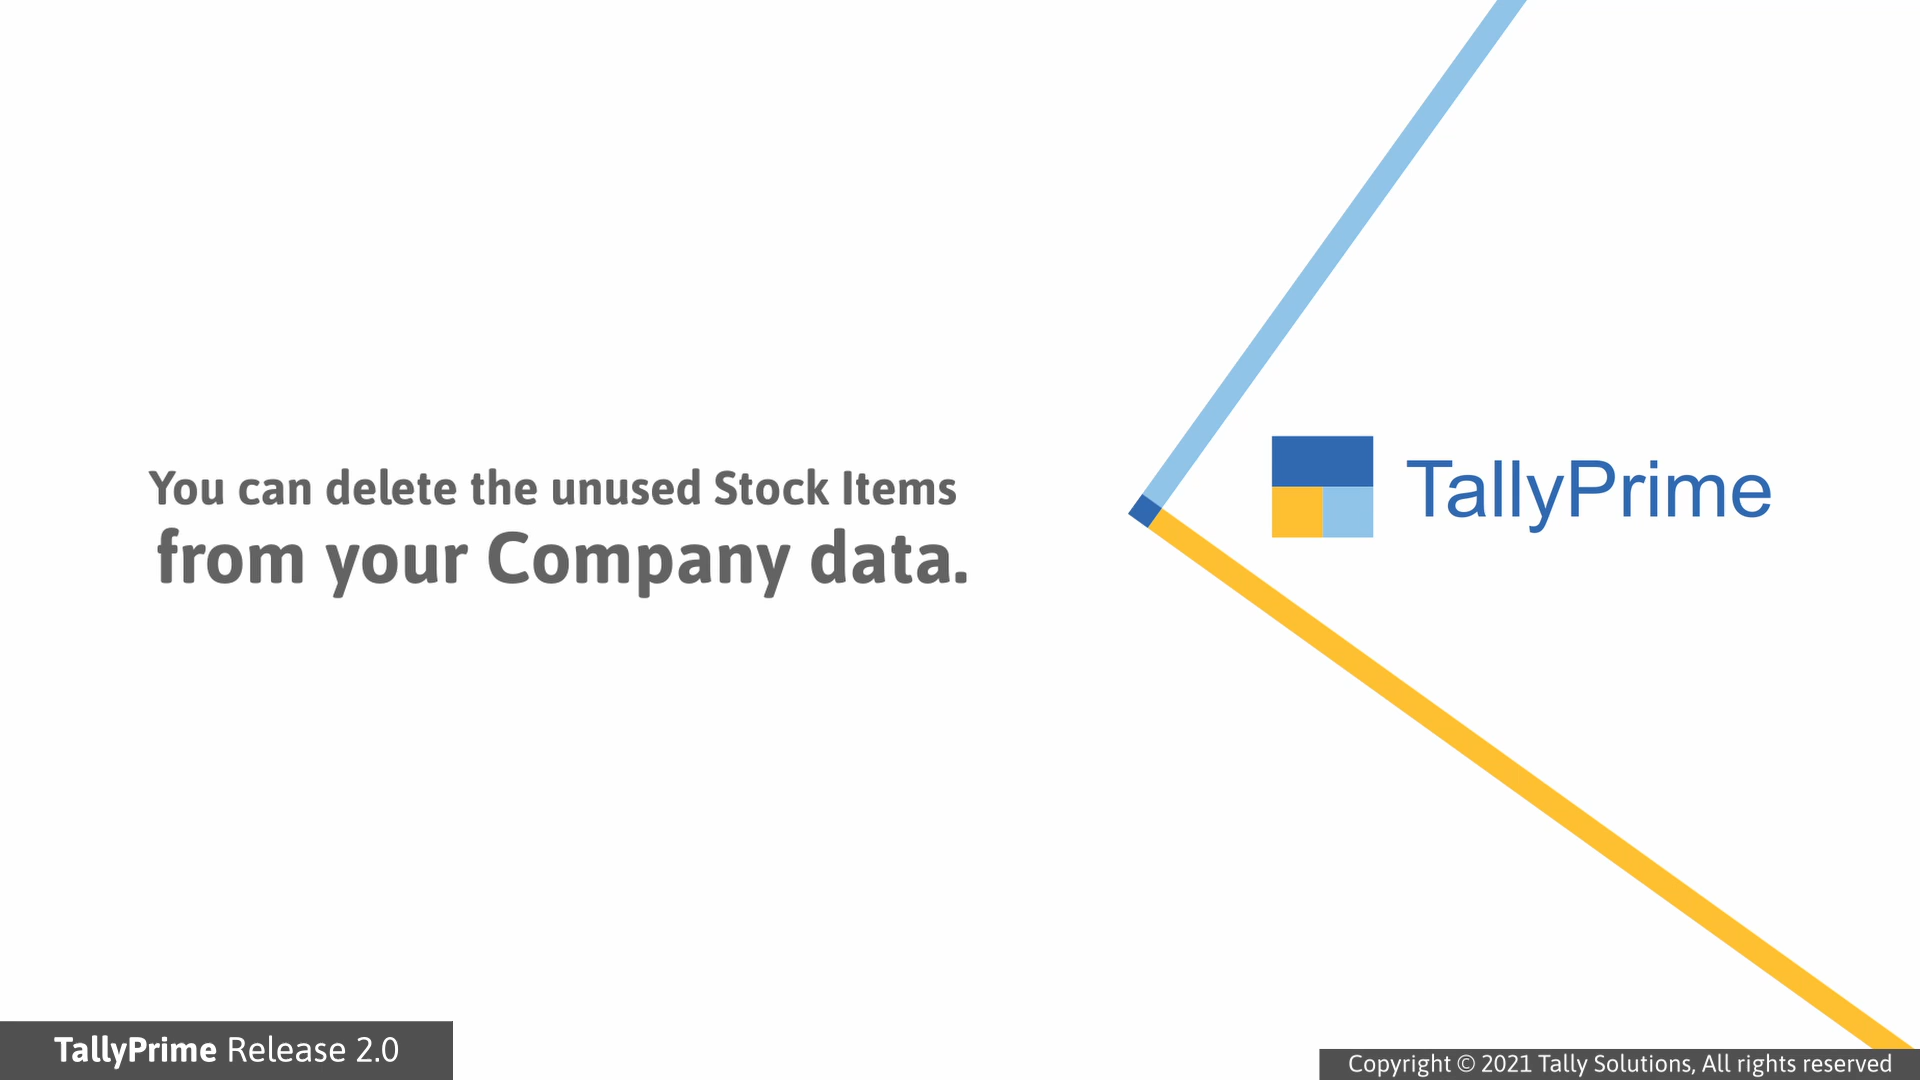 You can delete the unused Stock Items
from your Company data.
TallyPrime
TallyPrime Release 2.0
Copyright © 2021 Tally Solutions, All rights reserved